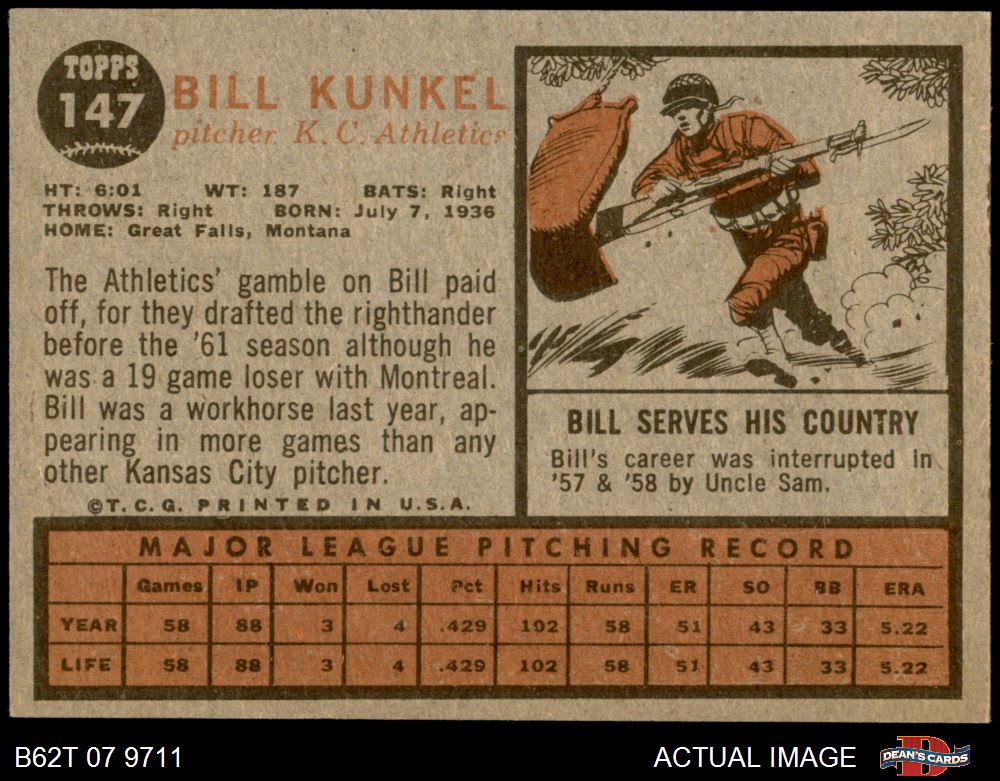 TOPPS
147
BILL KUNKEL
pitcher K. C. Athletics
HT: 6:01 WT: 187 BATS: Right
THROWS: Right BORN: July 7, 1936
HOME: Great Falls, Montana
The Athletics' gamble on Bill paid
off, for they drafted the righthander
before the '61 season although he
was a 19 game loser with Montreal.
Bill was a workhorse last year, ap-
pearing in more games than any
other Kansas City pitcher.
©T. C. G. PRINTED IN U.S.A.
BILL SERVES HIS COUNTRY
Bill's career was interrupted in
'57 & '58 by Uncle Sam.
MAJOR LEAGUE PITCHING RECORD
Games IP Won Lost Pct Hits Runs ER SO BB ERA
YEAR 58 88 3 4 .429 102 58 51 43 33 5.22
LIFE 58 88 3 4 .429 102 58 51 43 33 5.22
B62T 07 9711 ACTUAL IMAGE DEAN'S CARDS